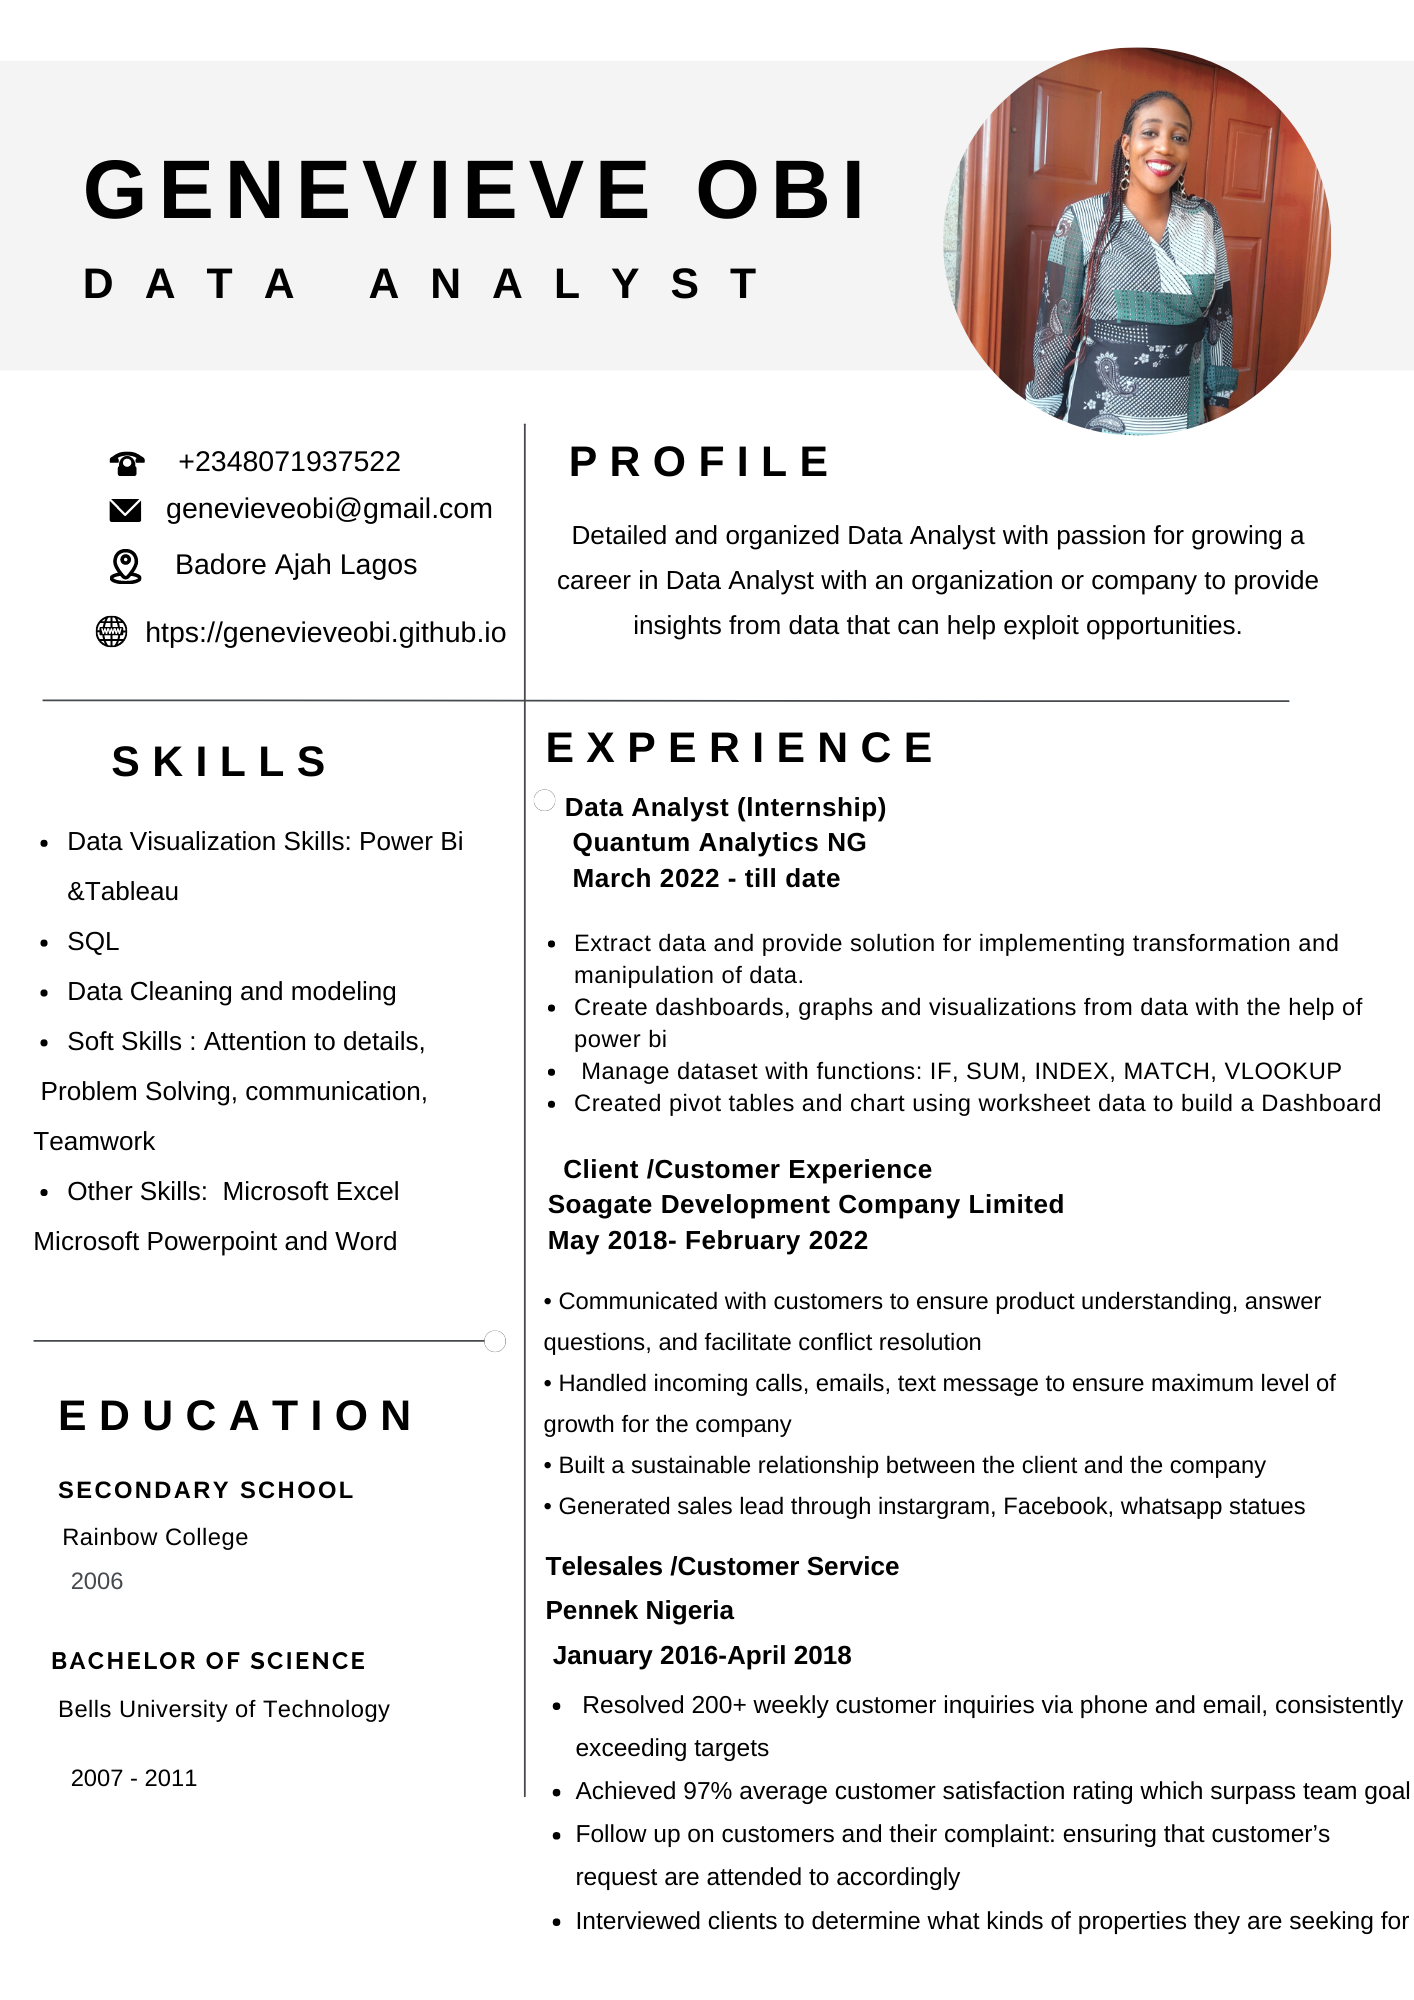 GENEVIEVE OBI
DATA ANALYST
+2348071937522
genevieveobi@gmail.com
Badore Ajah Lagos
htps://genevieveobi.github.io
PROFILE
Detailed and organized Data Analyst with passion for growing a
career in Data Analyst with an organization or company to provide
insights from data that can help exploit opportunities.
SKILLS
• Data Visualization Skills: Power Bi
&Tableau
• SQL
• Data Cleaning and modeling
• Soft Skills : Attention to details,
Problem Solving, communication,
Teamwork
• Other Skills: Microsoft Excel
Microsoft Powerpoint and Word
EDUCATION
SECONDARY SCHOOL
Rainbow College
2006
BACHELOR OF SCIENCE
Bells University of Technology
2007 - 2011
EXPERIENCE
Data Analyst (Internship)
Quantum Analytics NG
March 2022 - till date
• Extract data and provide solution for implementing transformation and
manipulation of data.
• Create dashboards, graphs and visualizations from data with the help of
power bi
• Manage dataset with functions: IF, SUM, INDEX, MATCH, VLOOKUP
• Created pivot tables and chart using worksheet data to build a Dashboard
Client /Customer Experience
Soagate Development Company Limited
May 2018- February 2022
• Communicated with customers to ensure product understanding, answer
questions, and facilitate conflict resolution
• Handled incoming calls, emails, text message to ensure maximum level of
growth for the company
• Built a sustainable relationship between the client and the company
• Generated sales lead through instargram, Facebook, whatsapp statues
Telesales /Customer Service
Pennek Nigeria
January 2016-April 2018
• Resolved 200+ weekly customer inquiries via phone and email, consistently
exceeding targets
• Achieved 97% average customer satisfaction rating which surpass team goal
• Follow up on customers and their complaint: ensuring that customer’s
request are attended to accordingly
• Interviewed clients to determine what kinds of properties they are seeking for